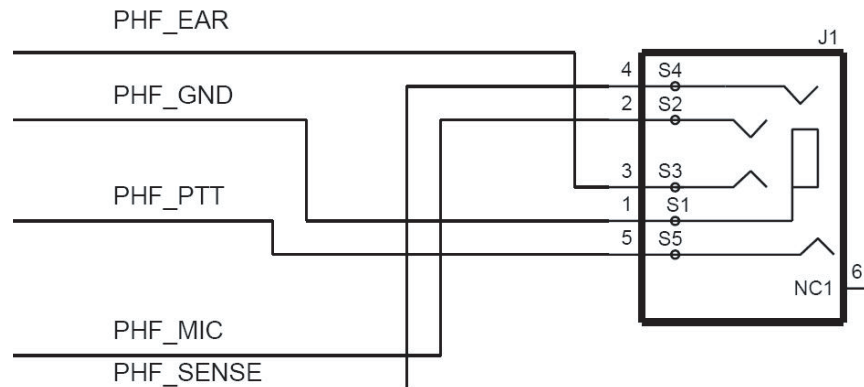 PHF_EAR
J1
4 S4
PHF_GND
2 S2
3 S3
PHF_PTT
1 S1
5 S5
NC1 6
PHF_MIC
PHF_SENSE